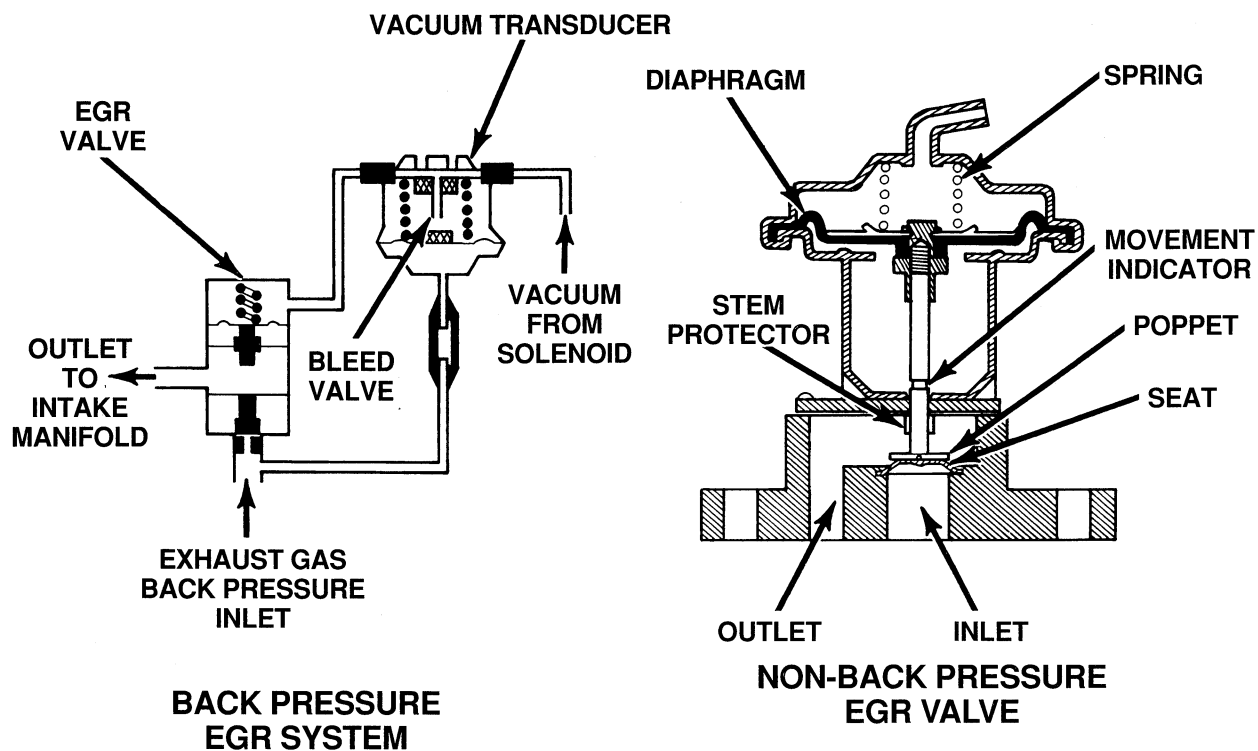 VACUUM TRANSDUCER
EGR
VALVE
BLEED
VALVE
VACUUM
FROM
SOLENOID
OUTLET
TO
INTAKE
MANIFOLD
EXHAUST GAS
BACK PRESSURE
INLET
BACK PRESSURE
EGR SYSTEM
DIAPHRAGM
SPRING
MOVEMENT
INDICATOR
STEM
PROTECTOR
POPPET
SEAT
OUTLET
INLET
NON-BACK PRESSURE
EGR VALVE